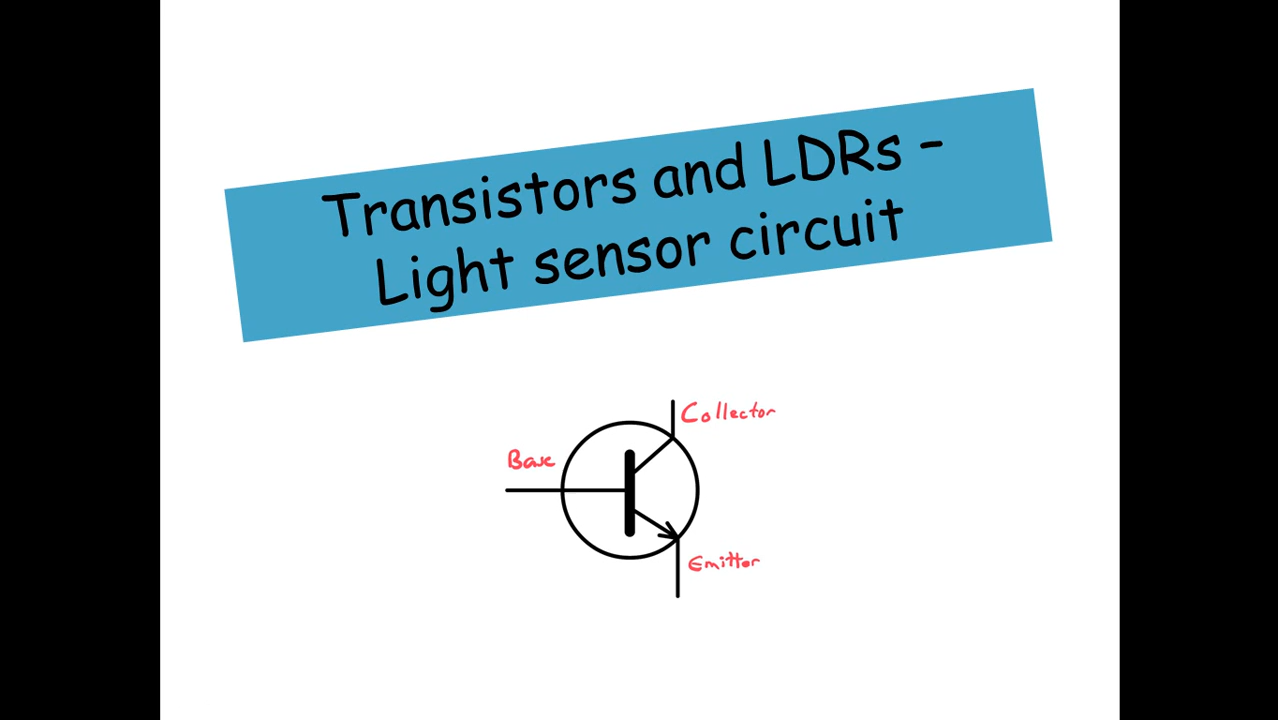 Transistors and LDRs –
Light sensor circuit
Collector
Base
Emitter